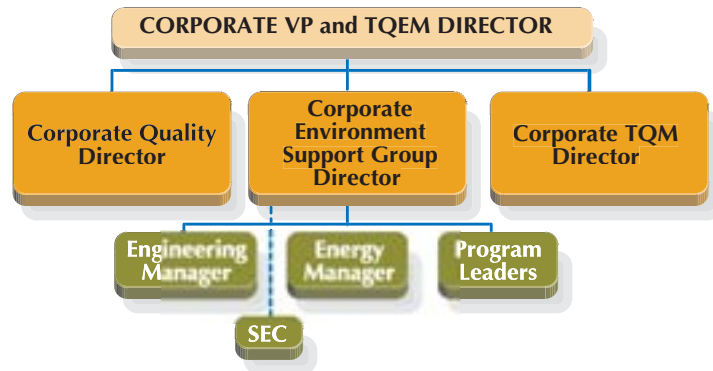 CORPORATE VP and TQEM DIRECTOR
Corporate Quality
Director
Corporate
Environment
Support Group
Director
Corporate TQM
Director
Engineering
Manager
Energy
Manager
Program
Leaders
SEC